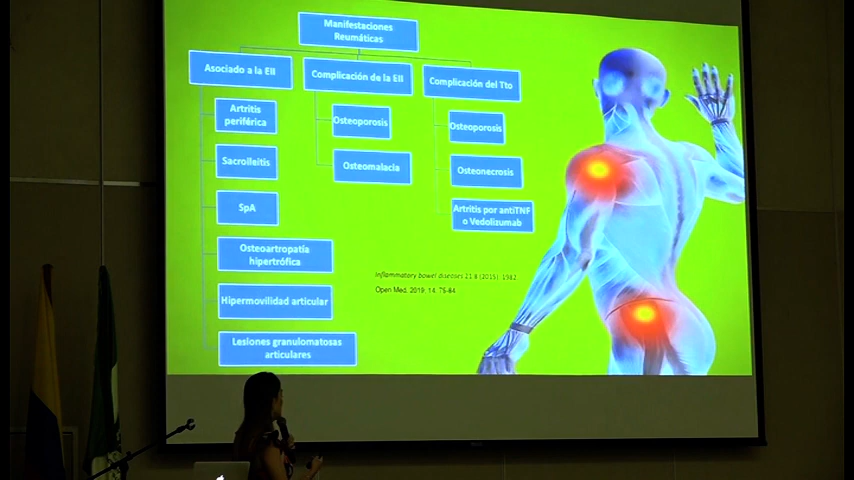 Manifestaciones
Reumáticas
Asociado a la EII
Artritis
periférica
Sacroileitis
SpA
Osteoartropatía
hipertrófica
Hipermovilidad articular
Lesiones granulomatosas
articulares
Complicación de la EII
Osteoporosis
Osteomalacia
Complicación del Tto
Osteoporosis
Osteonecrosis
Artritis por antiTNF
o Vedolizumab
Inflammatory bowel diseases 21.8 (2015): 1982.
Open Med. 2019; 14: 75-84